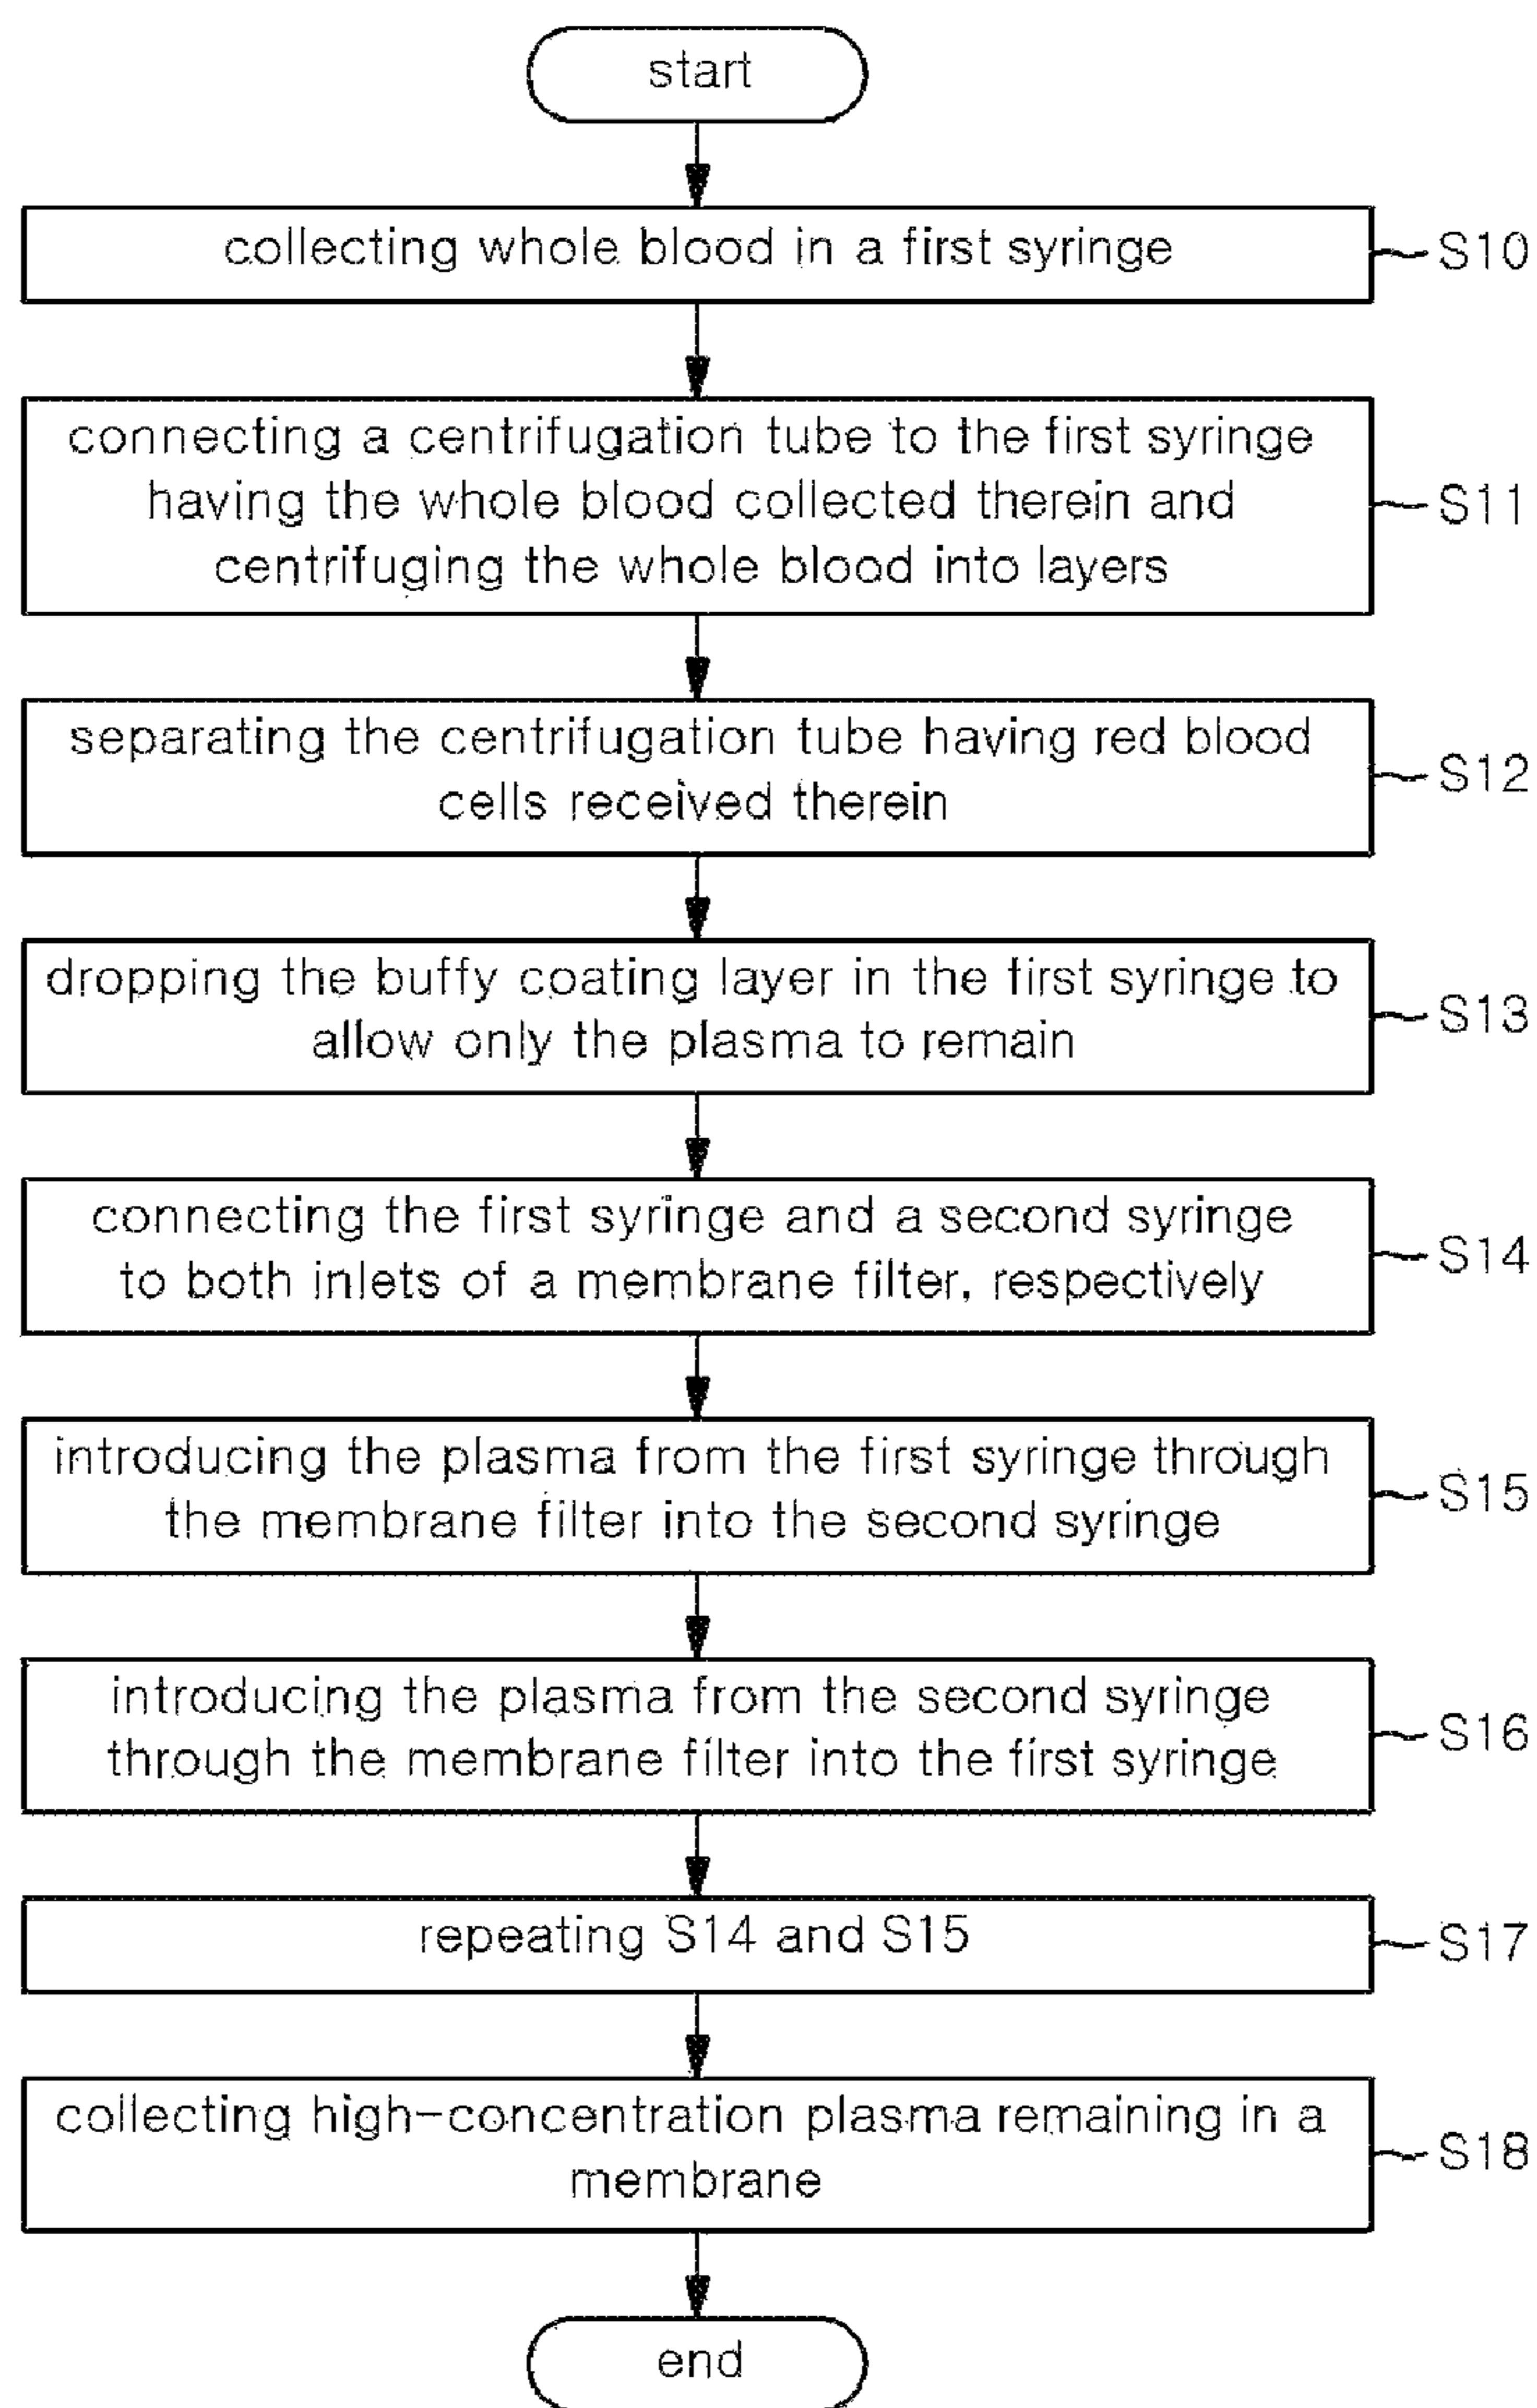 start
collecting whole blood in a first syringe
S10
connecting a centrifugation tube to the first syringe
having the whole blood collected therein and
centrifuging the whole blood into layers
S11
separating the centrifugation tube having red blood
cells received therein
S12
dropping the buffy coating layer in the first syringe to
allow only the plasma to remain
S13
connecting the first syringe and a second syringe
to both inlets of a membrane filter, respectively
S14
introducing the plasma from the first syringe through
the membrane filter into the second syringe
S15
introducing the plasma from the second syringe
through the membrane filter into the first syringe
S16
repeating S14 and S15
S17
collecting high-concentration plasma remaining in a
membrane
S18
end